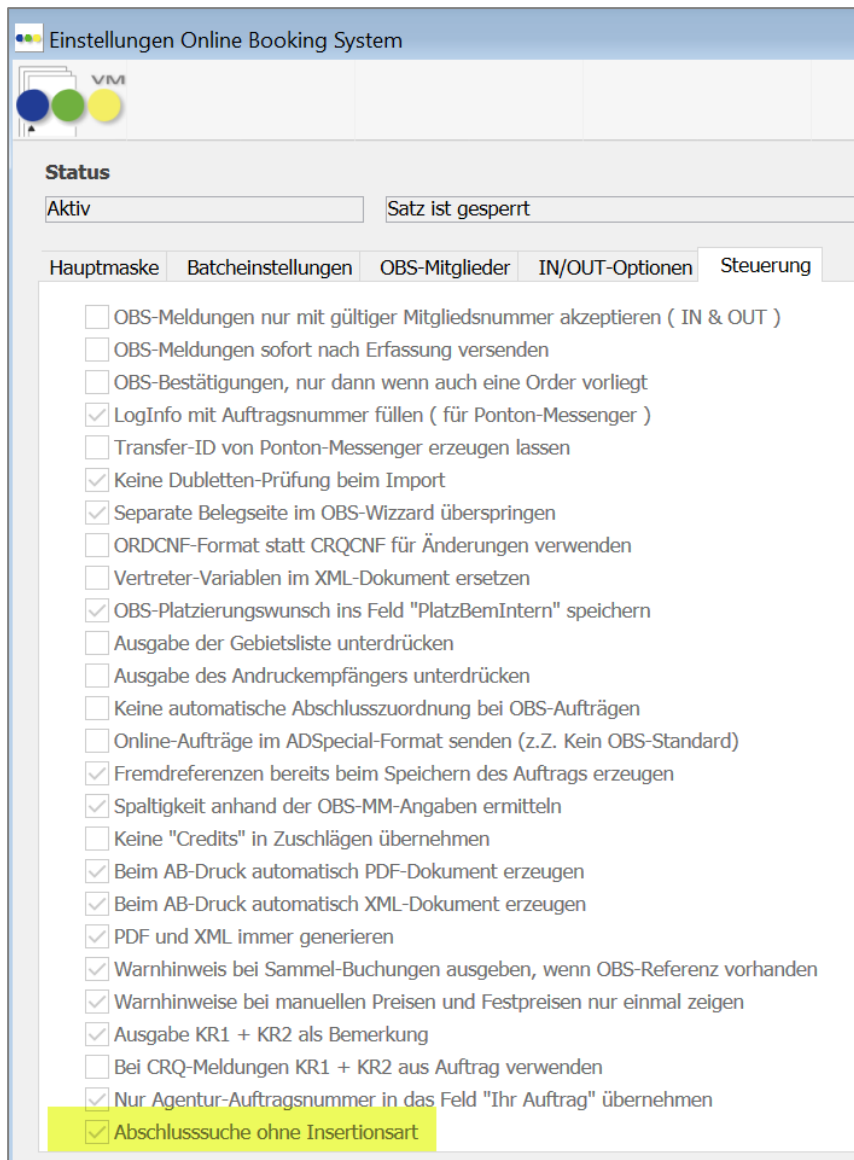 Einstellungen Online Booking System
VM
Status
Aktiv
Satz ist gesperrt
Hauptmaske Batcheinstellungen OBS-Mitglieder IN/OUT-Optionen Steuerung
OBS-Meldungen nur mit gültiger Mitgliedsnummer akzeptieren ( IN & OUT )
OBS-Meldungen sofort nach Erfassung versenden
OBS-Bestätigungen, nur dann wenn auch eine Order vorliegt
LogInfo mit Auftragsnummer füllen ( für Ponton-Messenger )
Transfer-ID von Ponton-Messenger erzeugen lassen
Keine Dubletten-Prüfung beim Import
Separate Belegseite im OBS-Wizzard überspringen
ORDCNF-Format statt CRQCNF für Änderungen verwenden
Vertreter-Variablen im XML-Dokument ersetzen
OBS-Platzierungswunsch ins Feld "PlatzBemIntern" speichern
Ausgabe der Gebietsliste unterdrücken
Ausgabe des Andruckempfängers unterdrücken
Keine automatische Abschlusszuordnung bei OBS-Aufträgen
Online-Aufträge im ADSpecial-Format senden (z.Z. Kein OBS-Standard)
Fremdreferenzen bereits beim Speichern des Auftrags erzeugen
Spaltigkeit anhand der OBS-MM-Angaben ermitteln
Keine "Credits" in Zuschlägen übernehmen
Beim AB-Druck automatisch PDF-Dokument erzeugen
Beim AB-Druck automatisch XML-Dokument erzeugen
PDF und XML immer generieren
Warnhinweis bei Sammel-Buchungen ausgeben, wenn OBS-Referenz vorhanden
Warnhinweise bei manuellen Preisen und Festpreisen nur einmal zeigen
Ausgabe KR1 + KR2 als Bemerkung
Bei CRQ-Meldungen KR1 + KR2 aus Auftrag verwenden
Nur Agentur-Auftragsnummer in das Feld "Ihr Auftrag" übernehmen
Abschlusssuche ohne Insertionsart